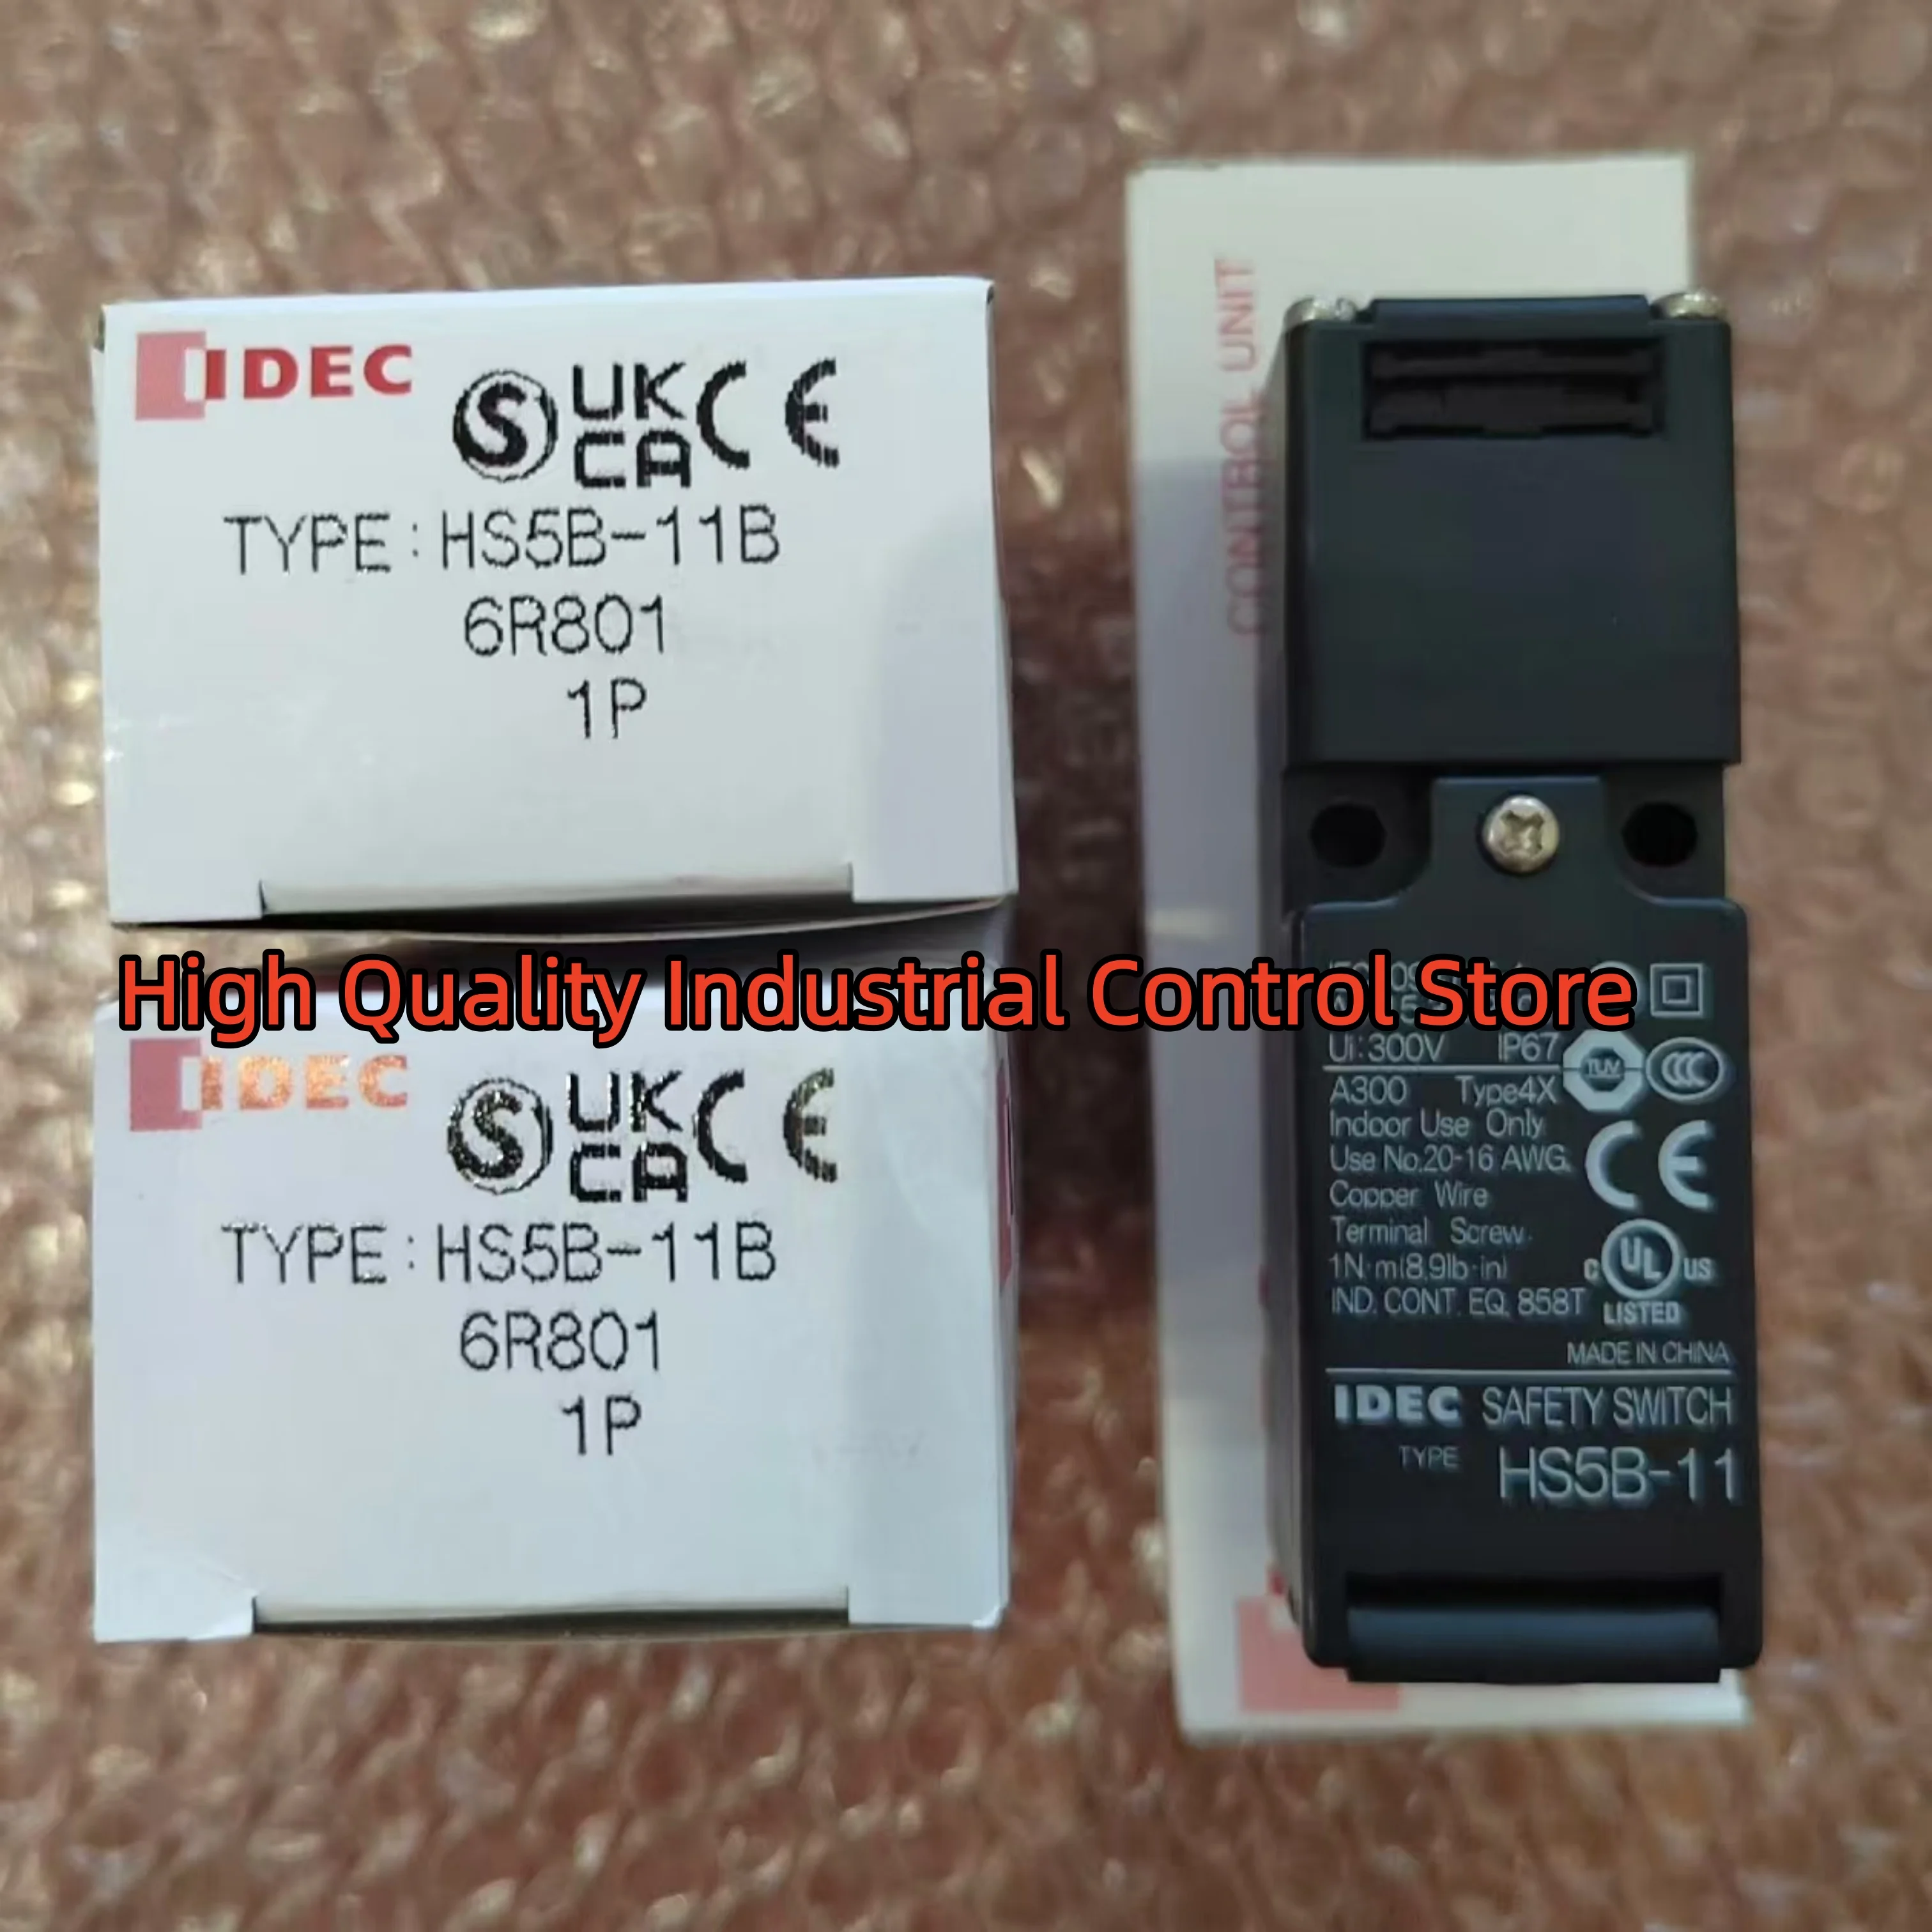 IDEC
UK
CA
CE
TYPE : HS5B-11B
6R801
1P
High Quality Industrial Control Store
IDEC
UK
CA
CE
TYPE : HS5B-11B
6R801
1P
CONTROL UNIT
Ui:300V IP67
TUV
CCC
A300 Type4X
Indoor Use Only
Use No.20-16 AWG.
Copper Wire
CE
Terminal Screw.
1N·m(8.9lb·in)
IND. CONT. EQ. 858T
C UL US
LISTED
MADE IN CHINA
IDEC SAFETY SWITCH
TYPE HS5B-11